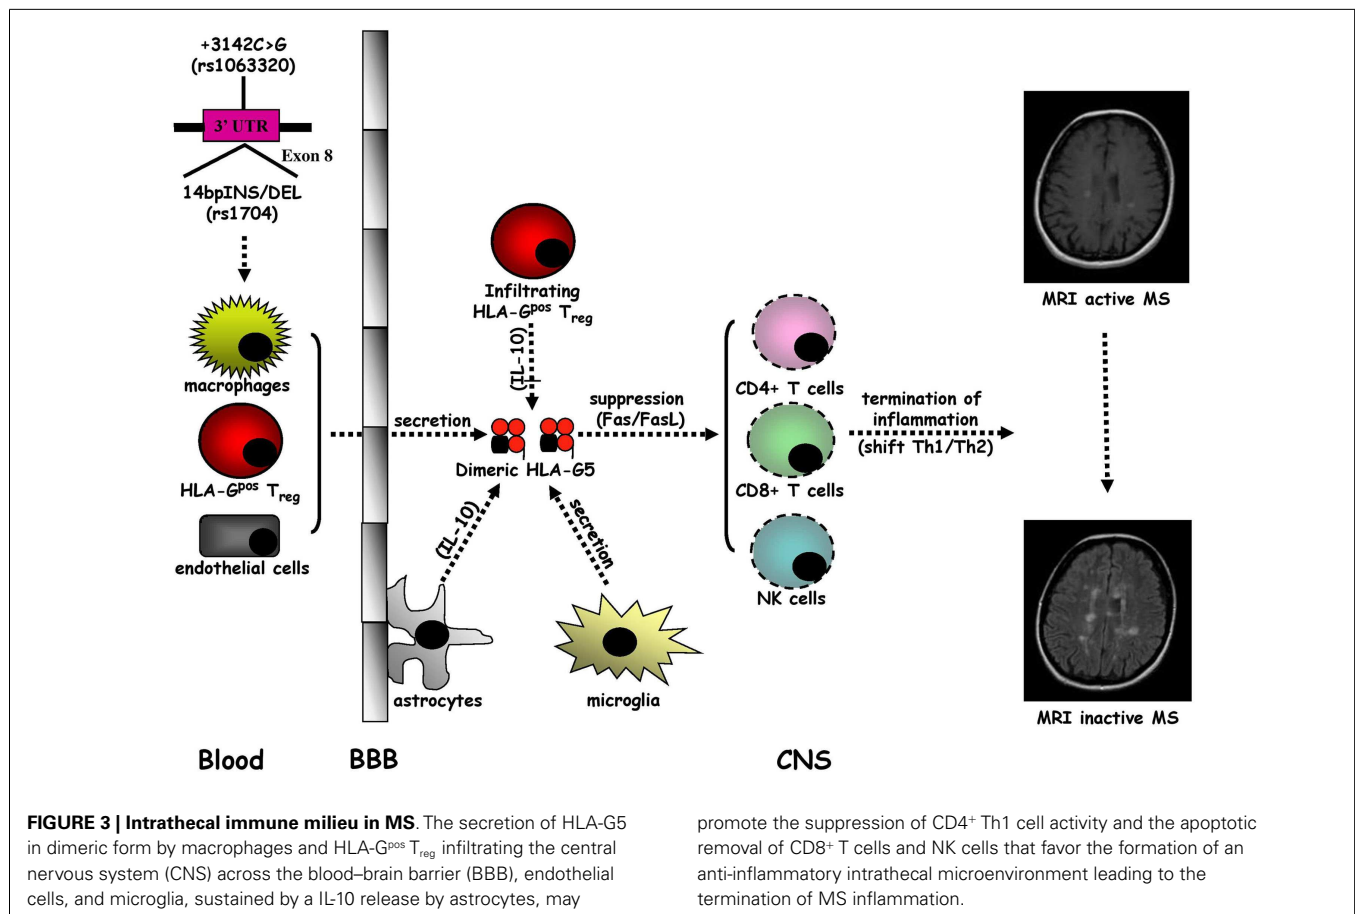 +3142C>G
(rs1063320)
3' UTR
Exon 8
14bpINS/DEL
(rs1704)
macrophages
HLA-Gpos Treg
endothelial cells
secretion
Infiltrating
HLA-Gpos Treg
(IL-10)
Dimeric HLA-G5
(IL-10)
secretion
astrocytes
microglia
suppression
(Fas/FasL)
CD4+ T cells
CD8+ T cells
NK cells
termination of
inflammation
(shift Th1/Th2)
MRI active MS
MRI inactive MS
Blood
BBB
CNS
FIGURE 3 | Intrathecal immune milieu in MS. The secretion of HLA-G5
in dimeric form by macrophages and HLA-Gpos Treg infiltrating the central
nervous system (CNS) across the blood–brain barrier (BBB), endothelial
cells, and microglia, sustained by a IL-10 release by astrocytes, may
promote the suppression of CD4+ Th1 cell activity and the apoptotic
removal of CD8+ T cells and NK cells that favor the formation of an
anti-inflammatory intrathecal microenvironment leading to the
termination of MS inflammation.